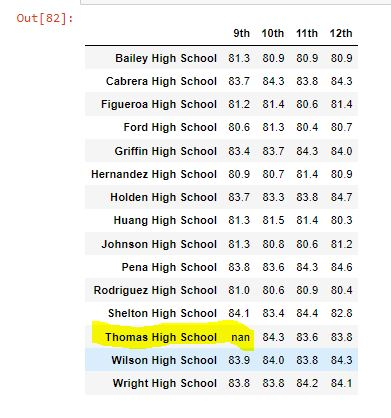 Out[82]:
9th 10th 11th 12th
Bailey High School 81.3 80.9 80.9 80.9
Cabrera High School 83.7 84.3 83.8 84.3
Figueroa High School 81.2 81.4 80.6 81.4
Ford High School 80.6 81.3 80.4 80.7
Griffin High School 83.4 83.7 84.3 84.0
Hernandez High School 80.9 80.7 81.4 80.9
Holden High School 83.7 83.3 83.8 84.7
Huang High School 81.3 81.5 81.4 80.3
Johnson High School 81.3 80.8 80.6 81.2
Pena High School 83.8 83.6 84.3 84.6
Rodriguez High School 81.0 80.6 80.9 80.4
Shelton High School 84.1 83.4 84.4 82.8
Thomas High School nan 84.3 83.6 83.8
Wilson High School 83.9 84.0 83.8 84.3
Wright High School 83.8 83.8 84.2 84.1